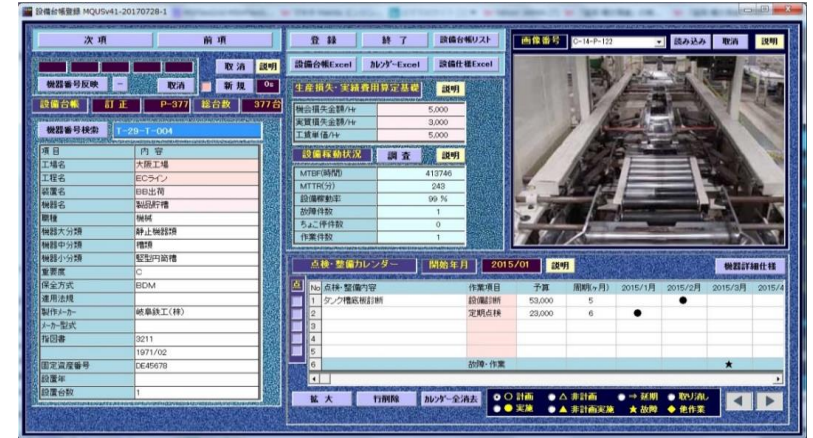 設備台帳登録 MQUSv41-20170728-1
次 項 前 項
取 消 説明
機器番号反映 － 取消 新 規 0s
設備台帳 訂 正 P-377 総台数 377台
機器番号検索 T-29-T-004
項 目 内 容
工場名 大阪工場
工程名 ECライン
装置名 BB出荷
機器名 製品貯槽
職種 機械
機器大分類 静止機器類
機器中分類 槽類
機器小分類 竪型円筒槽
重要度 C
保全方式 BDM
適用法規
製作メーカー 岐阜鉄工(株)
メーカー型式
指図書 3211
1971/02
固定資産番号 DE45678
設置年
設置台数 1
登 録 終 了 設備台帳リスト
設備台帳Excel カレンダｰExcel 設備仕様Excel
生産損失・実績費用算定基礎 説明
機会損失金額/Hr 5,000
実質損失金額/Hr 3,000
工賃単価/Hr 5,000
設備稼動状況 調 査 説明
MTBF(時間) 413746
MTTR(分) 243
設備稼動率 99 %
故障件数 1
ちょこ停件数 0
作業件数 1
画像番号 C-14-P-122 読み込み 取消 説明
点検・整備カレンダー 開始年月 2015/01 説明 機器詳細仕様
点 No 点検・整備内容 作業項目 予算 周期(ヶ月) 2015/1月 2015/2月 2015/3月 2015/4
1 タンク槽底板診断 設備診断 53,000 5 ●
2 定期点検 23,000 6 ●
3
4
5
6 故障・作業 ★
拡 大 行削除 カレンダｰ全消去
○ 計画 △ 非計画 → 延期 ● 取り消し
● 実施 ▲ 非計画実施 ★ 故障 ◆ 他作業